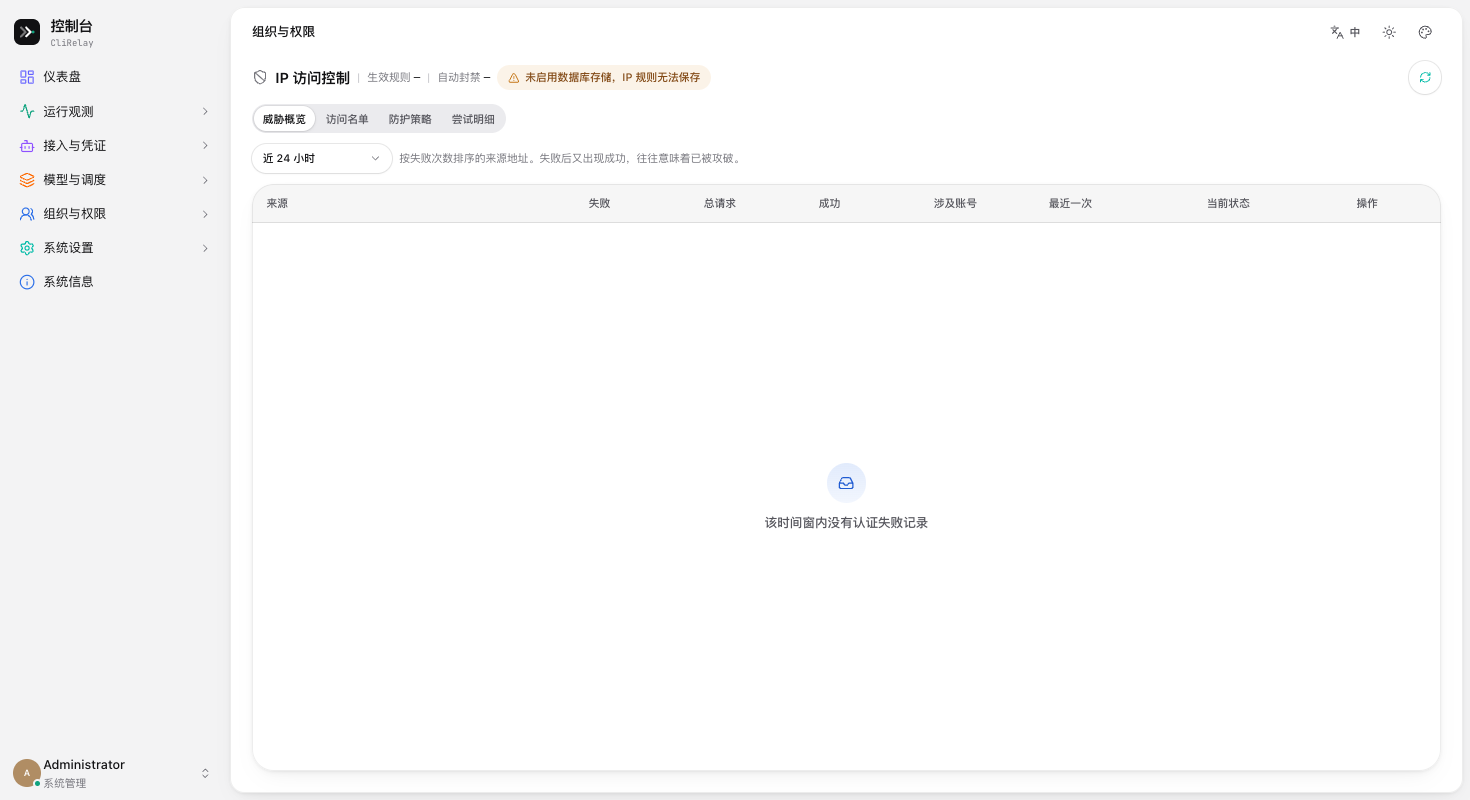 控制台
CliRelay
仪表盘
运行观测
接入与凭证
模型与调度
组织与权限
系统设置
系统信息
A
Administrator
系统管理
组织与权限
中
IP 访问控制 | 生效规则 – | 自动封禁 – 未启用数据库存储，IP 规则无法保存
威胁概览 访问名单 防护策略 尝试明细
近 24 小时 按失败次数排序的来源地址。失败后又出现成功，往往意味着已被攻破。
来源 失败 总请求 成功 涉及账号 最近一次 当前状态 操作
该时间窗内没有认证失败记录